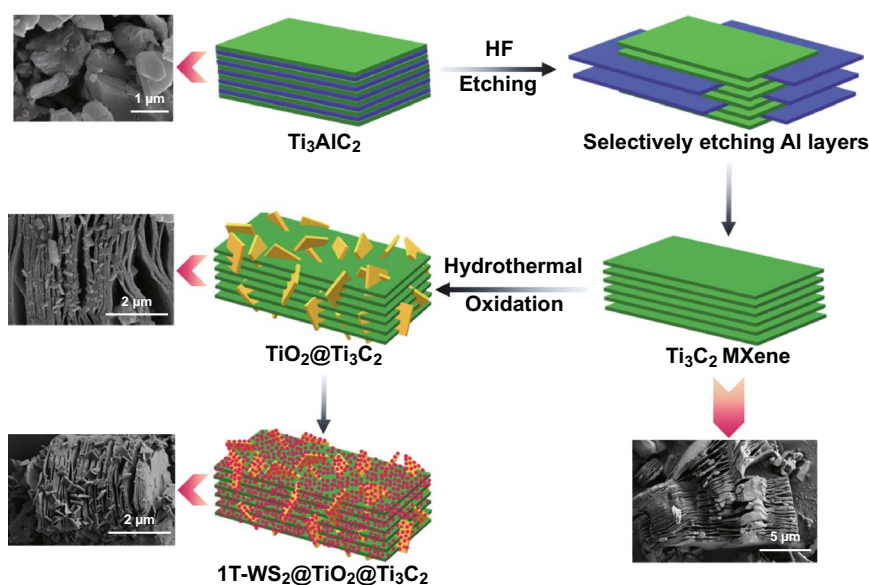 HF
Etching
1 µm
Ti₃AlC₂
Selectively etching Al layers
Hydrothermal
Oxidation
2 µm
TiO₂@Ti₃C₂
Ti₃C₂ MXene
2 µm
5 µm
1T-WS₂@TiO₂@Ti₃C₂